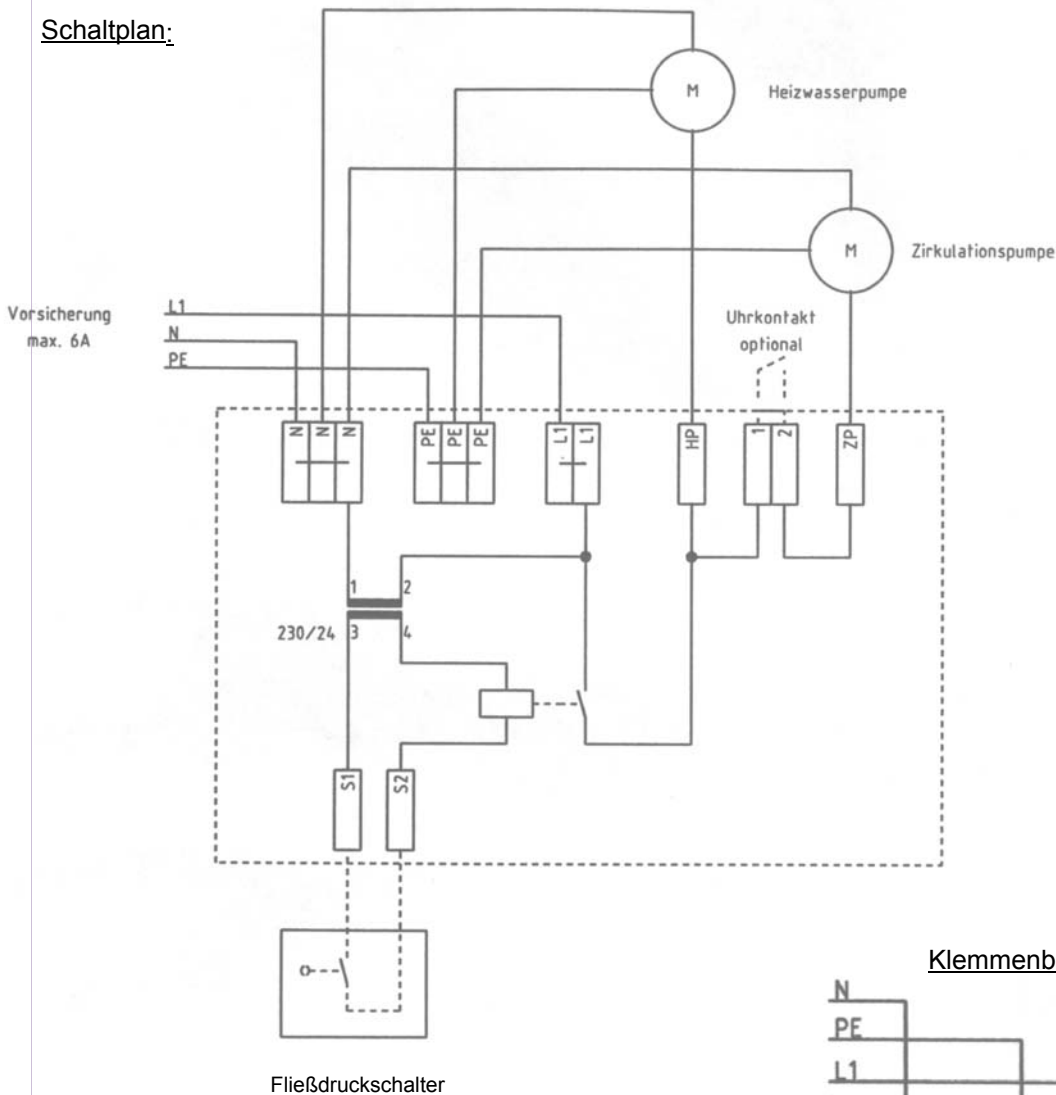 Schaltplan:
M
Heizwasserpumpe
M
Zirkulationspumpe
Vorsicherung
max. 6A
L1
N
PE
Uhrkontakt
optional
N N N PE PE PE L1 L1 HP 1 2 ZP
1 2
230/24 3 4
S1 S2
Fließdruckschalter
N
PE
L1